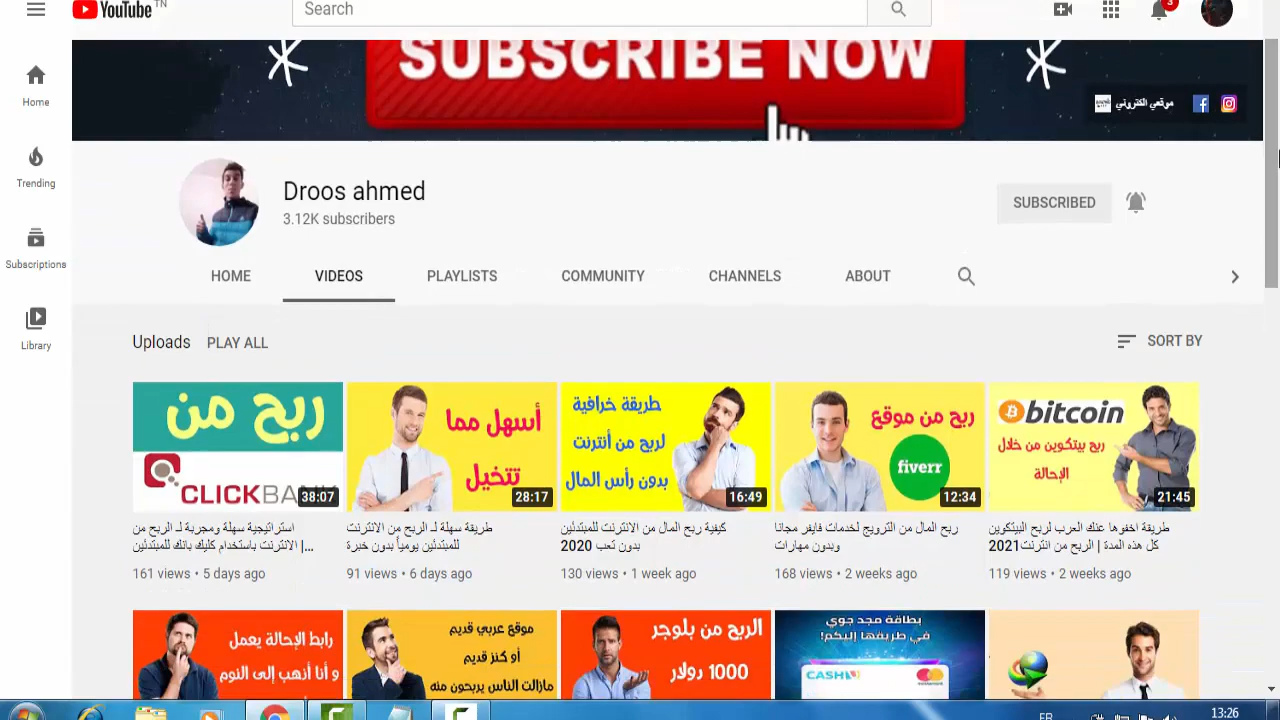 YouTube TN
Search
3
SUBSCRIBE NOW
موقعي الكتروني
Home
Trending
Subscriptions
Library
Droos ahmed
3.12K subscribers
SUBSCRIBED
HOME VIDEOS PLAYLISTS COMMUNITY CHANNELS ABOUT
Uploads PLAY ALL
SORT BY
ربح من
CLICKBANK
38:07
أسهل مما
تتخيل
28:17
طريقة خرافية
لربح من أنترنت
بدون رأس المال
16:49
ربح من موقع
fiverr
12:34
bitcoin
ربح بيتكوين من خلال
الإحالة
21:45
استراتيجية سهلة ومجربة لـ الربح من
الانترنت باستخدام كليك بانك للمبتدئين |...
161 views • 5 days ago
طريقة سهلة لـ الربح من الانترنت
للمبتدئين يومياً بدون خبرة
91 views • 6 days ago
كيفية ربح المال من الانترنت للمبتدئين
بدون تعب 2020
130 views • 1 week ago
ربح المال من الترويج لخدمات فايفر مجانا
وبدون مهارات
168 views • 2 weeks ago
طريقة اخفوها عنك العرب لربح البيتكوين
كل هذه المدة | الربح من انترنت2021
119 views • 2 weeks ago
رابط الإحالة يعمل
و أنا أذهب إلى النوم
موقع عربي قديم
أو كنز قديم
مازالت الناس يربحون منه
الربح من بلوجر
1000 دولار
بطاقة مجد جوي
في طريقها إليكم!
CASHU
FR
13:26